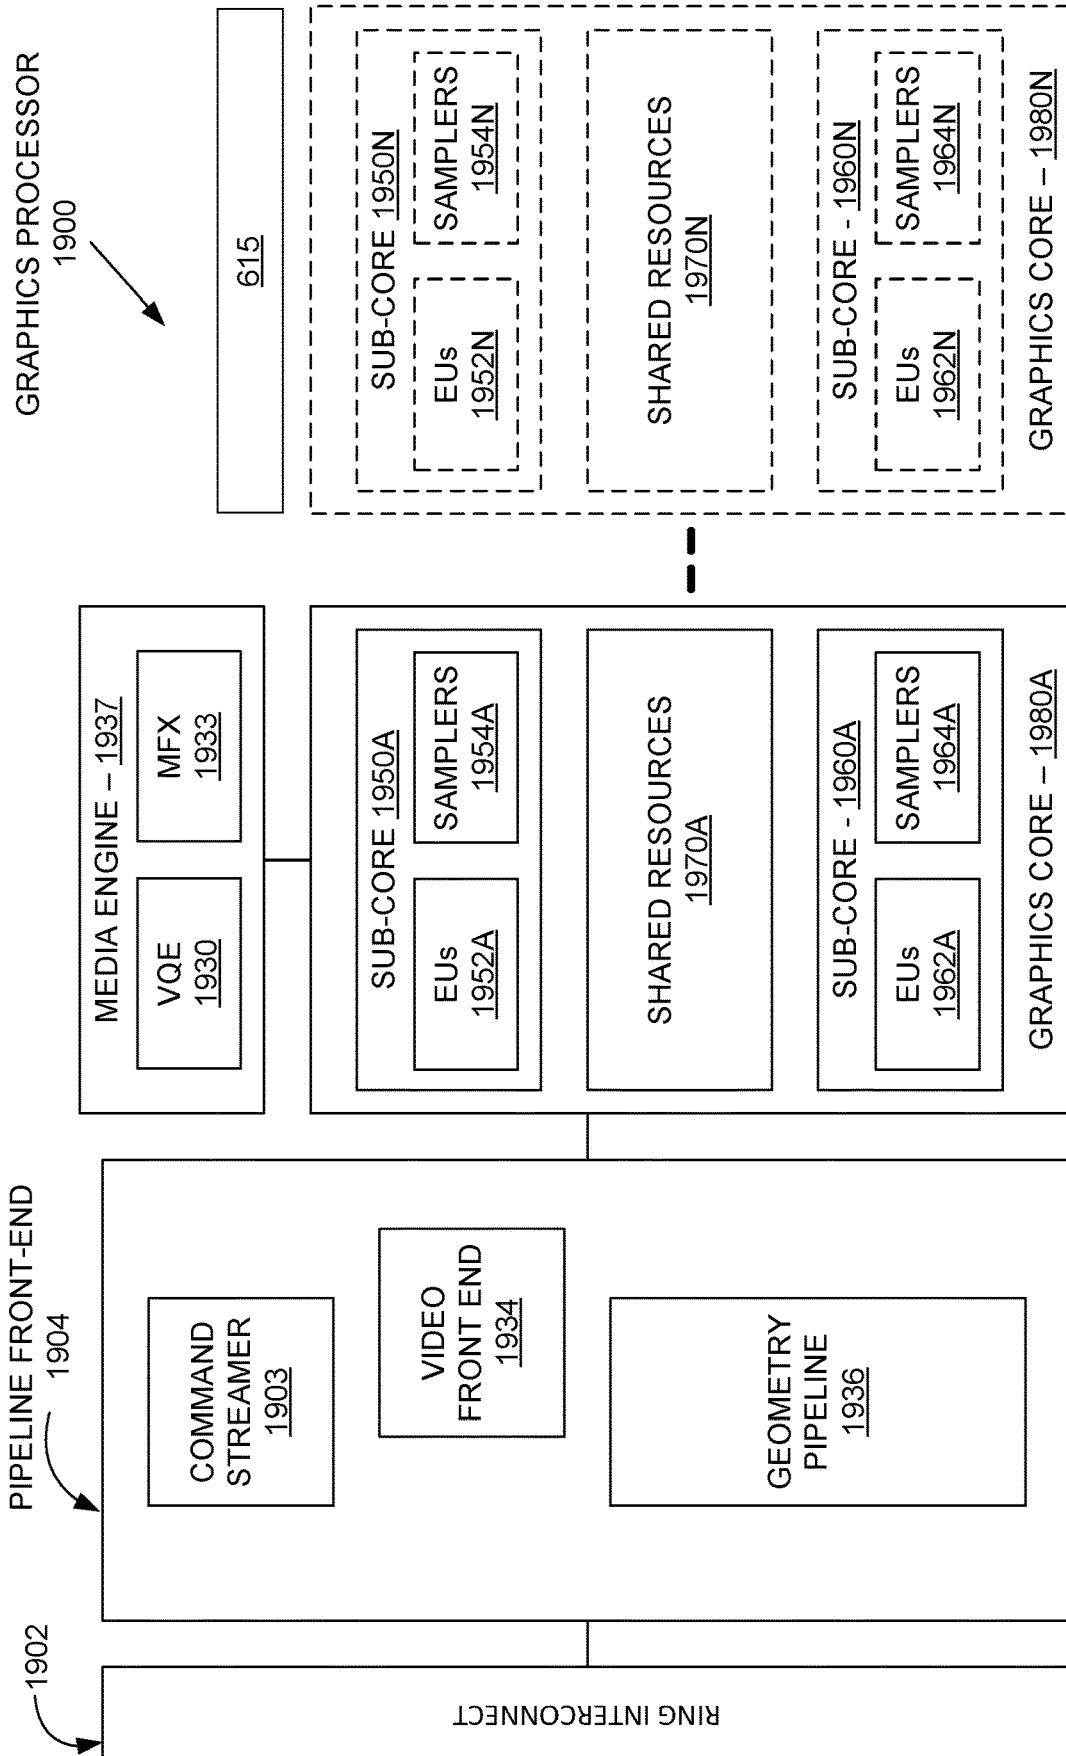 GRAPHICS PROCESSOR
1900
1902
PIPELINE FRONT-END
1904
RING INTERCONNECT
COMMAND
STREAMER
1903
VIDEO
FRONT END
1934
GEOMETRY
PIPELINE
1936
MEDIA ENGINE – 1937
VQE
1930
MFX
1933
SUB-CORE 1950A
EUs
1952A
SAMPLERS
1954A
SHARED RESOURCES
1970A
SUB-CORE - 1960A
EUs
1962A
SAMPLERS
1964A
GRAPHICS CORE – 1980A
615
SUB-CORE 1950N
EUs
1952N
SAMPLERS
1954N
SHARED RESOURCES
1970N
SUB-CORE - 1960N
EUs
1962N
SAMPLERS
1964N
GRAPHICS CORE – 1980N